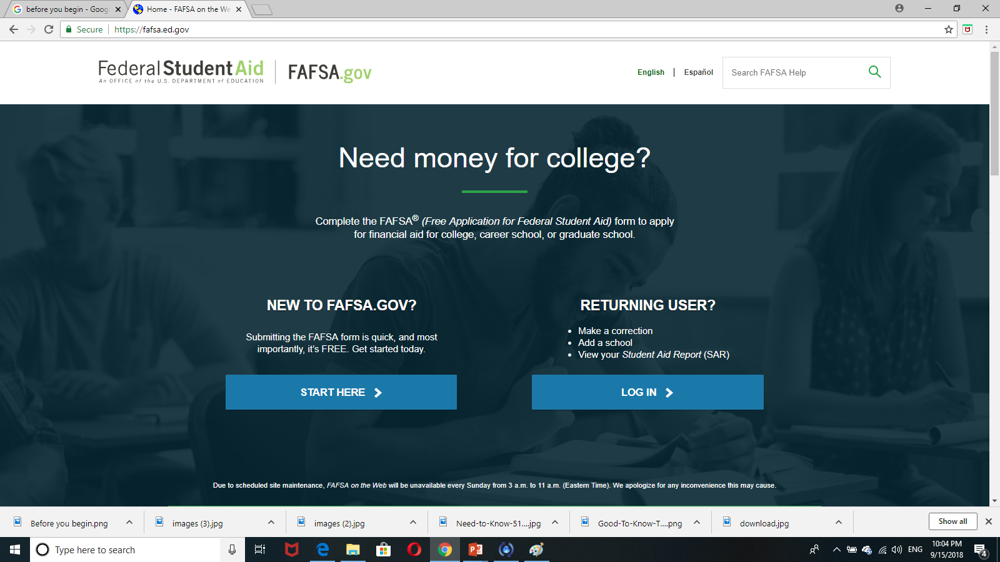 before you begin - Goog
Home - FAFSA on the We
Secure
https://fafsa.ed.gov
Federal StudentAid
An OFFICE of the U.S. DEPARTMENT of EDUCATION
FAFSA.gov
English
Español
Search FAFSA Help
Need money for college?
Complete the FAFSA® (Free Application for Federal Student Aid) form to apply
for financial aid for college, career school, or graduate school.
NEW TO FAFSA.GOV?
Submitting the FAFSA form is quick, and most
importantly, it's FREE. Get started today.
START HERE
RETURNING USER?
• Make a correction
• Add a school
• View your Student Aid Report (SAR)
LOG IN
Due to scheduled site maintenance, FAFSA on the Web will be unavailable every Sunday from 3 a.m. to 11 a.m. (Eastern Time). We apologize for any inconvenience this may cause.
Before you begin.png
images (3).jpg
images (2).jpg
Need-to-Know-51....jpg
Good-To-Know-T....png
download.jpg
Show all
Type here to search
ENG
10:04 PM
9/15/2018
4